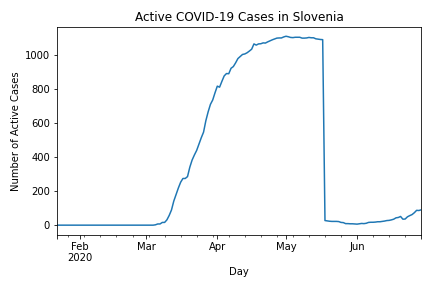 Active COVID-19 Cases in Slovenia
Number of Active Cases
1000
800
600
400
200
0
Feb Mar Apr May Jun
2020
Day